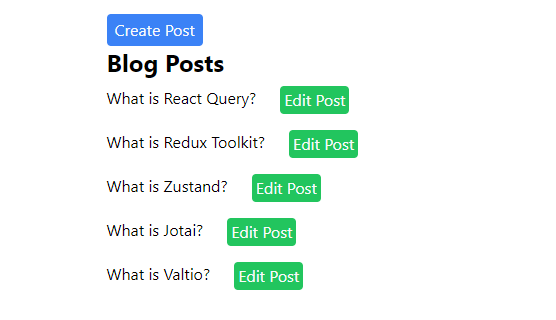 Create Post
Blog Posts
What is React Query? Edit Post
What is Redux Toolkit? Edit Post
What is Zustand? Edit Post
What is Jotai? Edit Post
What is Valtio? Edit Post